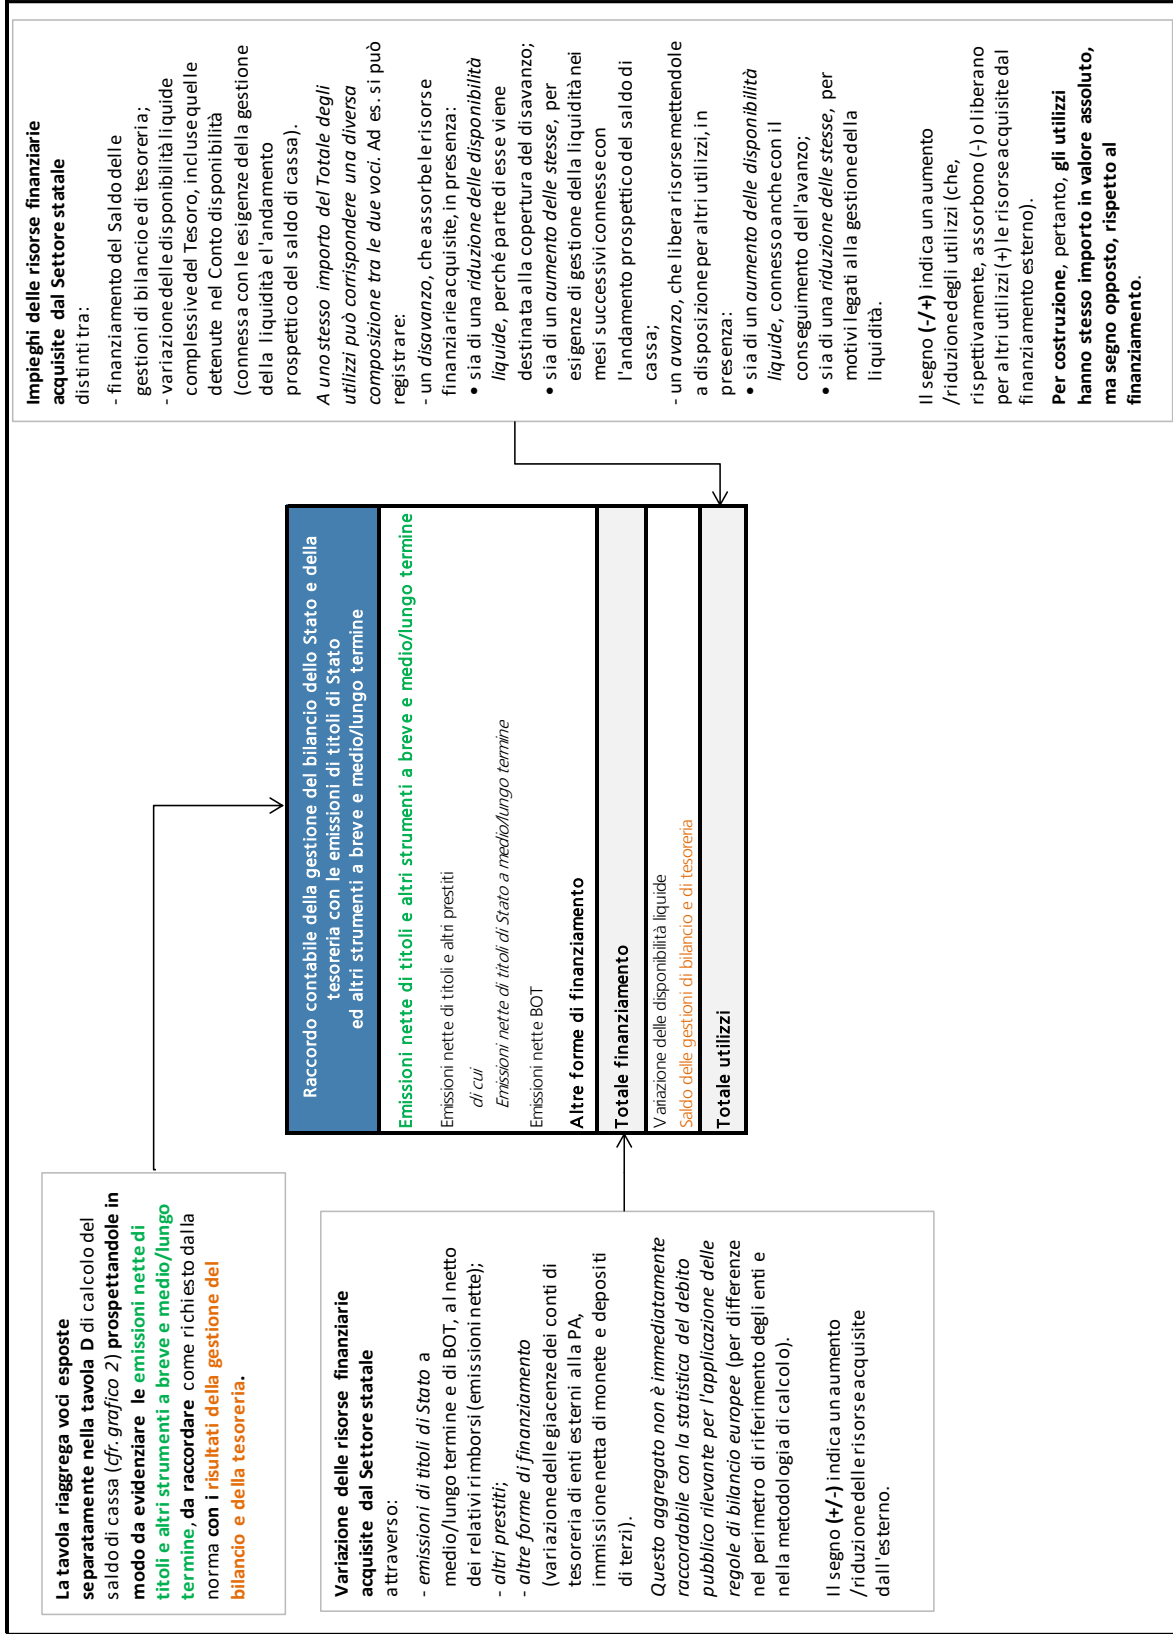 La tavola riaggrega voci esposte
separatamente nella tavola D di calcolo del
saldo di cassa (cfr. grafico 2) prospettandole in
modo da evidenziare le emissioni nette di
titoli e altri strumenti a breve e medio/lungo
termine, da raccordare come richiesto dalla
norma con i risultati della gestione del
bilancio e della tesoreria.
Variazione delle risorse finanziarie
acquisite dal Settore statale
attraverso:
- emissioni di titoli di Stato a
medio/lungo termine e di BOT, al netto
dei relativi rimborsi (emissioni nette);
- altri prestiti;
- altre forme di finanziamento
(variazione delle giacenze dei conti di
tesoreria di enti esterni alla PA,
immissione netta di monete e depositi
di terzi).
Questo aggregato non è immediatamente
raccordabile con la statistica del debito
pubblico rilevante per l'applicazione delle
regole di bilancio europee (per differenze
nel perimetro di riferimento degli enti e
nella metodologia di calcolo).
Il segno (+/-) indica un aumento
/riduzione delle risorse acquisite
dall'esterno.
Raccordo contabile della gestione del bilancio dello Stato e della
tesoreria con le emissioni di titoli di Stato
ed altri strumenti a breve e medio/lungo termine
Emissioni nette di titoli e altri strumenti a breve e medio/lungo termine
Emissioni nette di titoli e altri prestiti
di cui
Emissioni nette di titoli di Stato a medio/lungo termine
Emissioni nette BOT
Altre forme di finanziamento
Totale finanziamento
Variazione delle disponibilità liquide
Saldo delle gestioni di bilancio e di tesoreria
Totale utilizzi
Impieghi delle risorse finanziarie
acquisite dal Settore statale
distinti tra:
- finanziamento del Saldo delle
gestioni di bilancio e di tesoreria;
- variazione delle disponibilità liquide
complessive del Tesoro, incluse quelle
detenute nel Conto disponibilità
(connessa con le esigenze della gestione
della liquidità e l'andamento
prospettico del saldo di cassa).
A uno stesso importo del Totale degli
utilizzi può corrispondere una diversa
composizione tra le due voci. Ad es. si può
registrare:
- un disavanzo, che assorbe le risorse
finanziarie acquisite, in presenza:
• sia di una riduzione delle disponibilità
liquide, perché parte di esse viene
destinata alla copertura del disavanzo;
• sia di un aumento delle stesse, per
esigenze di gestione della liquidità nei
mesi successivi connesse con
l'andamento prospettico del saldo di
cassa;
- un avanzo, che libera risorse mettendole
a disposizione per altri utilizzi, in
presenza:
• sia di un aumento delle disponibilità
liquide, connesso anche con il
conseguimento dell'avanzo;
• sia di una riduzione delle stesse, per
motivi legati alla gestione della
liquidità.
Il segno (-/+) indica un aumento
/riduzione degli utilizzi (che,
rispettivamente, assorbono (-) o liberano
per altri utilizzi (+) le risorse acquisite dal
finanziamento esterno).
Per costruzione, pertanto, gli utilizzi
hanno stesso importo in valore assoluto,
ma segno opposto, rispetto al
finanziamento.